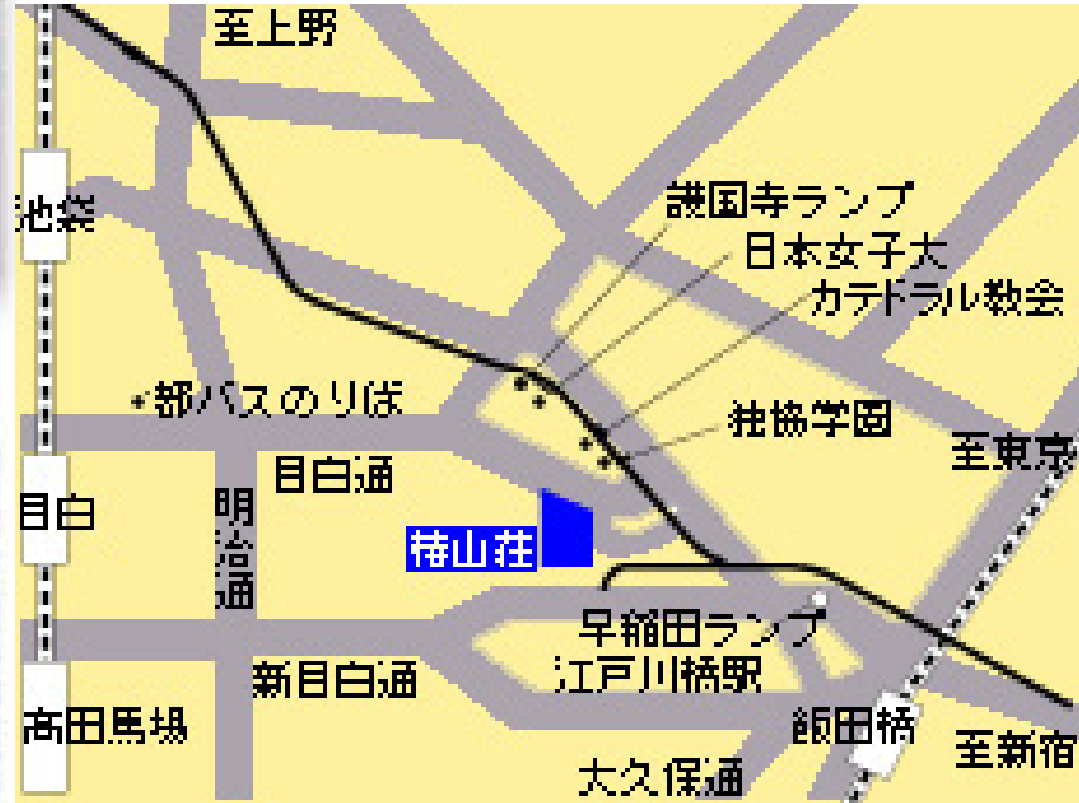 至上野
池袋
護国寺ランプ
日本女子大
カテドラル教会
都バスのりば
独協学園
至東京
目白通
目白
明治通
椿山荘
早稲田ランプ
江戸川橋駅
新目白通
高田馬場
飯田橋
至新宿
大久保通